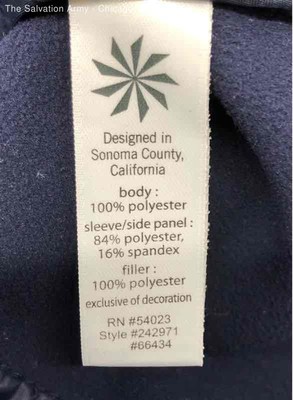 The Salvation Army - Chicago
Designed in
Sonoma County,
California
body :
100% polyester
sleeve/side panel :
84% polyester,
16% spandex
filler :
100% polyester
exclusive of decoration
RN #54023
Style #242971
#66434